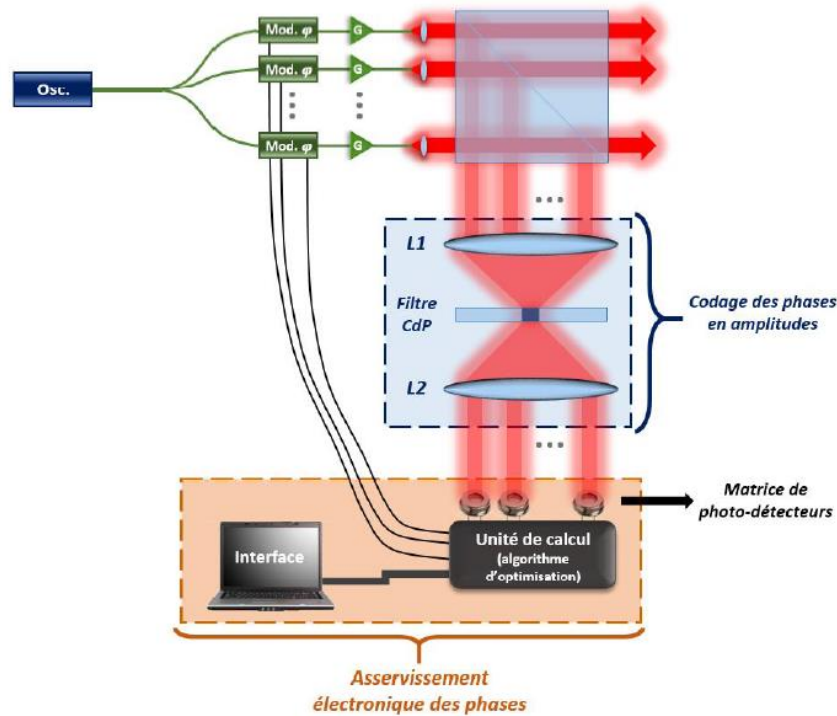 Mod. φ
G
Mod. φ
G
Osc.
Mod. φ
G
L1
Filtre
CdP
Codage des phases
en amplitudes
L2
Matrice de
photo-détecteurs
Interface
Unité de calcul
(algorithme
d'optimisation)
Asservissement
électronique des phases